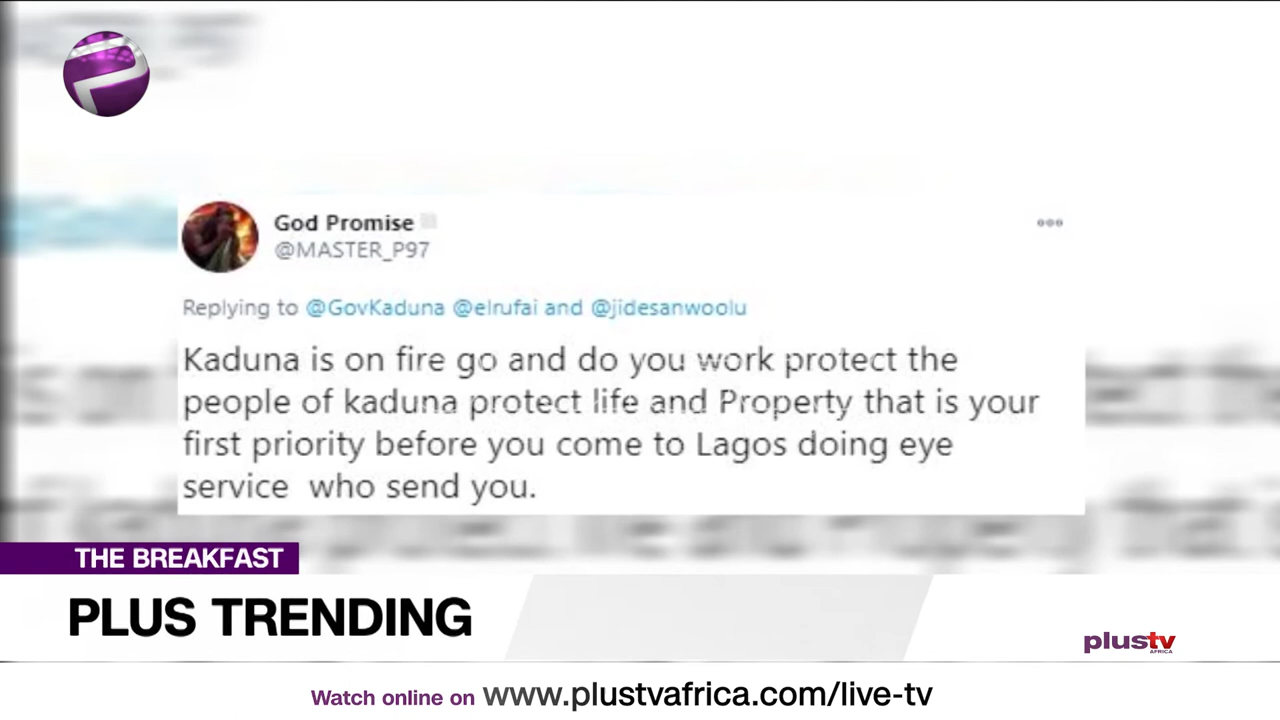 God Promise
@MASTER_P97
Replying to @GovKaduna @elrufai and @jidesanwoolu
Kaduna is on fire go and do you work protect the
people of kaduna protect life and Property that is your
first priority before you come to Lagos doing eye
service who send you.
THE BREAKFAST
PLUS TRENDING
plustv
AFRICA
Watch online on www.plustvafrica.com/live-tv